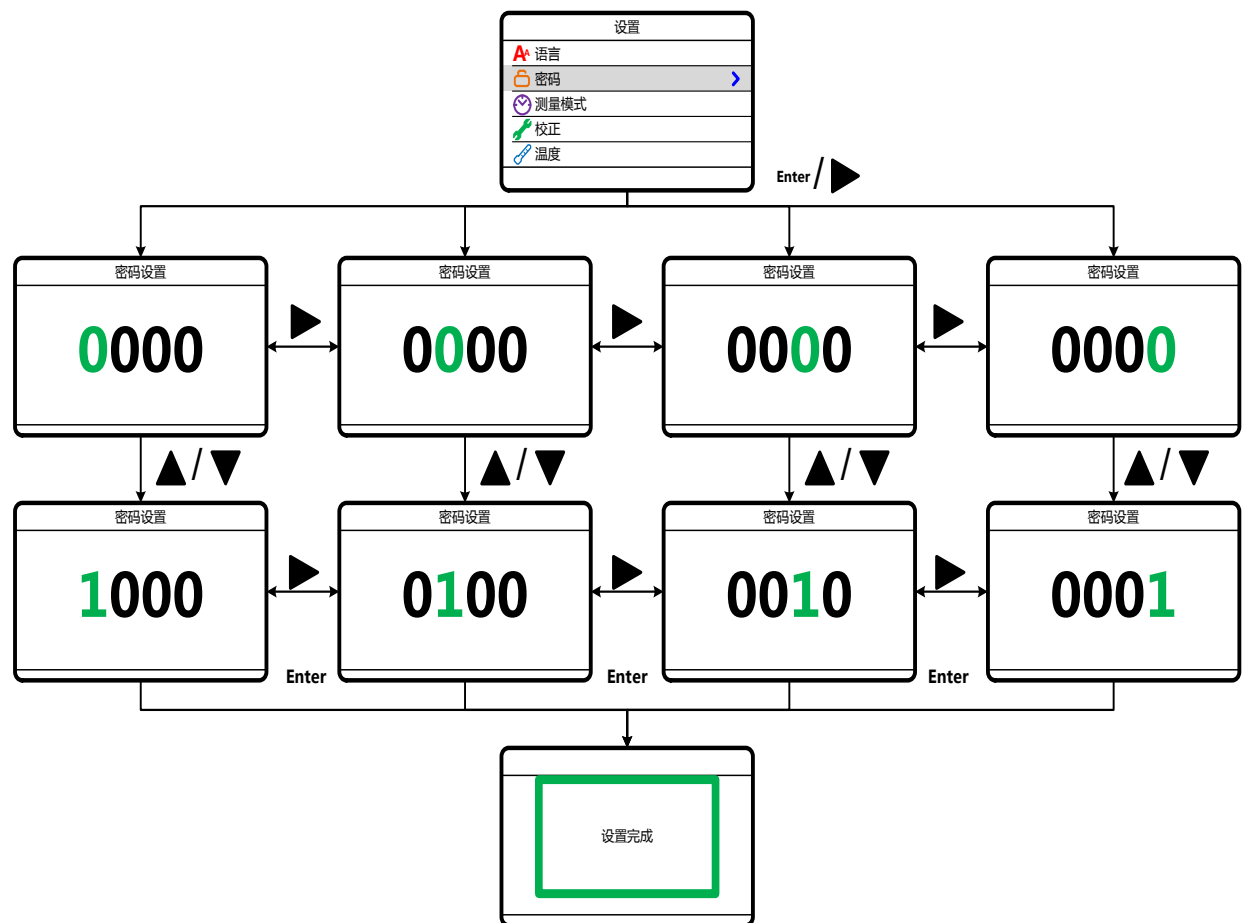 设置
AA 语言
密码
测量模式
校正
温度
Enter /
密码设置
密码设置
密码设置
密码设置
0000
0000
0000
0000
/
/
/
/
密码设置
密码设置
密码设置
密码设置
1000
0100
0010
0001
Enter
Enter
Enter
设置完成